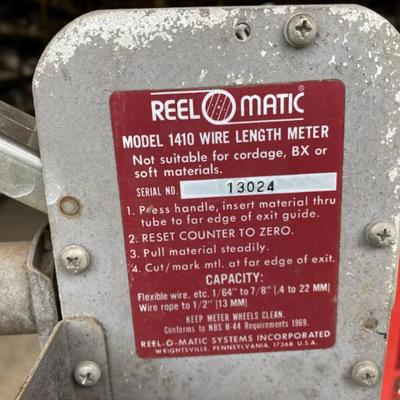 REEL O MATIC ®
MODEL 1410 WIRE LENGTH METER
Not suitable for cordage, BX or
soft materials.
SERIAL NO. 13024
1. Press handle, insert material thru
tube to far edge of exit guide.
2. RESET COUNTER TO ZERO.
3. Pull material steadily.
4. Cut/mark mtl. at far edge of exit.
CAPACITY:
Flexible wire, etc. 1/64" to 7/8" (.4 to 22 MM)
Wire rope to 1/2" (13 MM)
KEEP METER WHEELS CLEAN.
Conforms to NBS H-44 Requirements 1969.
REEL-O-MATIC SYSTEMS INCORPORATED
WRIGHTSVILLE, PENNSYLVANIA, 17368 U.S.A.